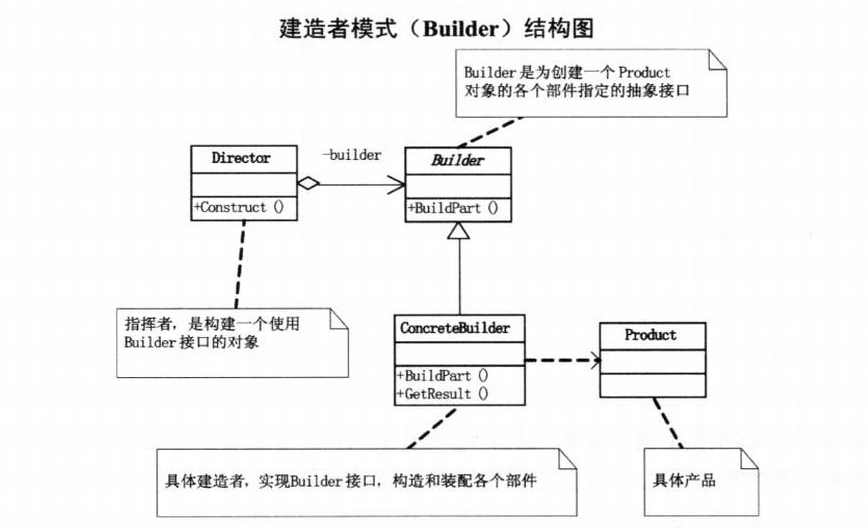 建造者模式（Builder）结构图
Builder是为创建一个Product
对象的各个部件指定的抽象接口
Director
-builder
Builder
+Construct()
+BuildPart()
指挥者，是构建一个使用
Builder接口的对象
ConcreteBuilder
Product
+BuildPart()
+GetResult()
具体建造者，实现Builder接口，构造和装配各个部件
具体产品